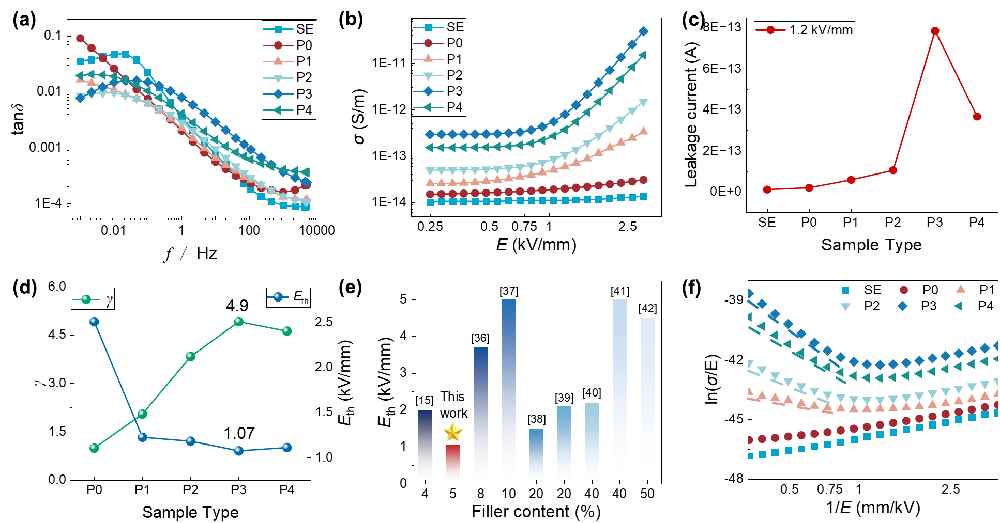 (a)
0.1
0.01
0.001
1E-4
tanδ
0.01
1
100
10000
f / Hz
SE
P0
P1
P2
P3
P4
(b)
1E-11
1E-12
1E-13
1E-14
σ (S/m)
0.25
0.5
0.75
1
2.5
E (kV/mm)
SE
P0
P1
P2
P3
P4
(c)
8E−13
6E−13
4E−13
2E−13
0E+0
Leakage current (A)
1.2 kV/mm
SE
P0
P1
P2
P3
P4
Sample Type
(d)
6.0
4.5
3.0
1.5
0.0
γ
γ
Eth
4.9
1.07
2.5
2.0
1.5
1.0
Eth (kV/mm)
P0
P1
P2
P3
P4
Sample Type
(e)
5
4
3
2
1
0
Eth (kV/mm)
[15]
This
work
[36]
[37]
[38]
[39]
[40]
[41]
[42]
4
5
8
10
20
20
40
40
50
Filler content (%)
(f)
-39
-42
-45
-48
ln(σ/E)
SE
P0
P1
P2
P3
P4
0.5
0.75
1
2.5
1/E (mm/kV)